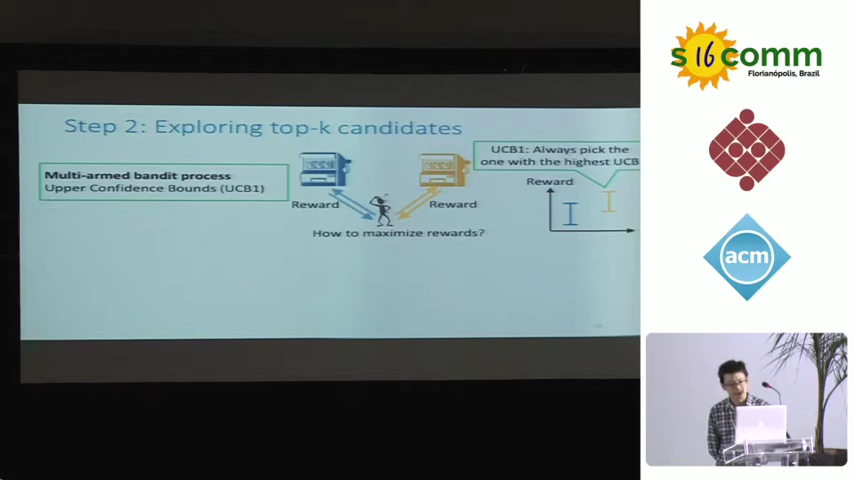 Step 2: Exploring top-k candidates
Multi-armed bandit process
Upper Confidence Bounds (UCB1)
Reward
Reward
How to maximize rewards?
UCB1: Always pick the
one with the highest UCB
Reward
s16comm
Florianópolis, Brazil
acm